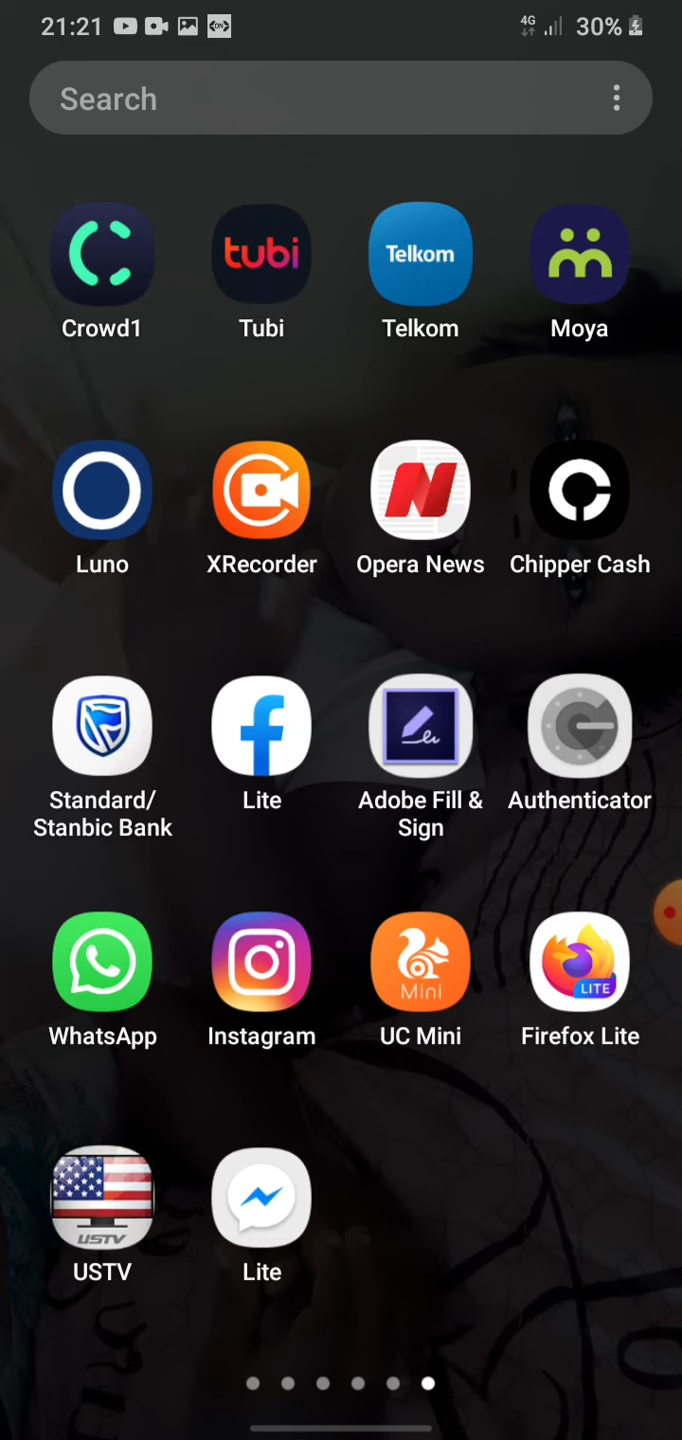 21:21 4G 30%
Search
tubi Telkom
Crowd1 Tubi Telkom Moya
Luno XRecorder Opera News Chipper Cash
Standard/ Lite Adobe Fill & Authenticator
Stanbic Bank Sign
Mini LITE
WhatsApp Instagram UC Mini Firefox Lite
USTV
USTV Lite